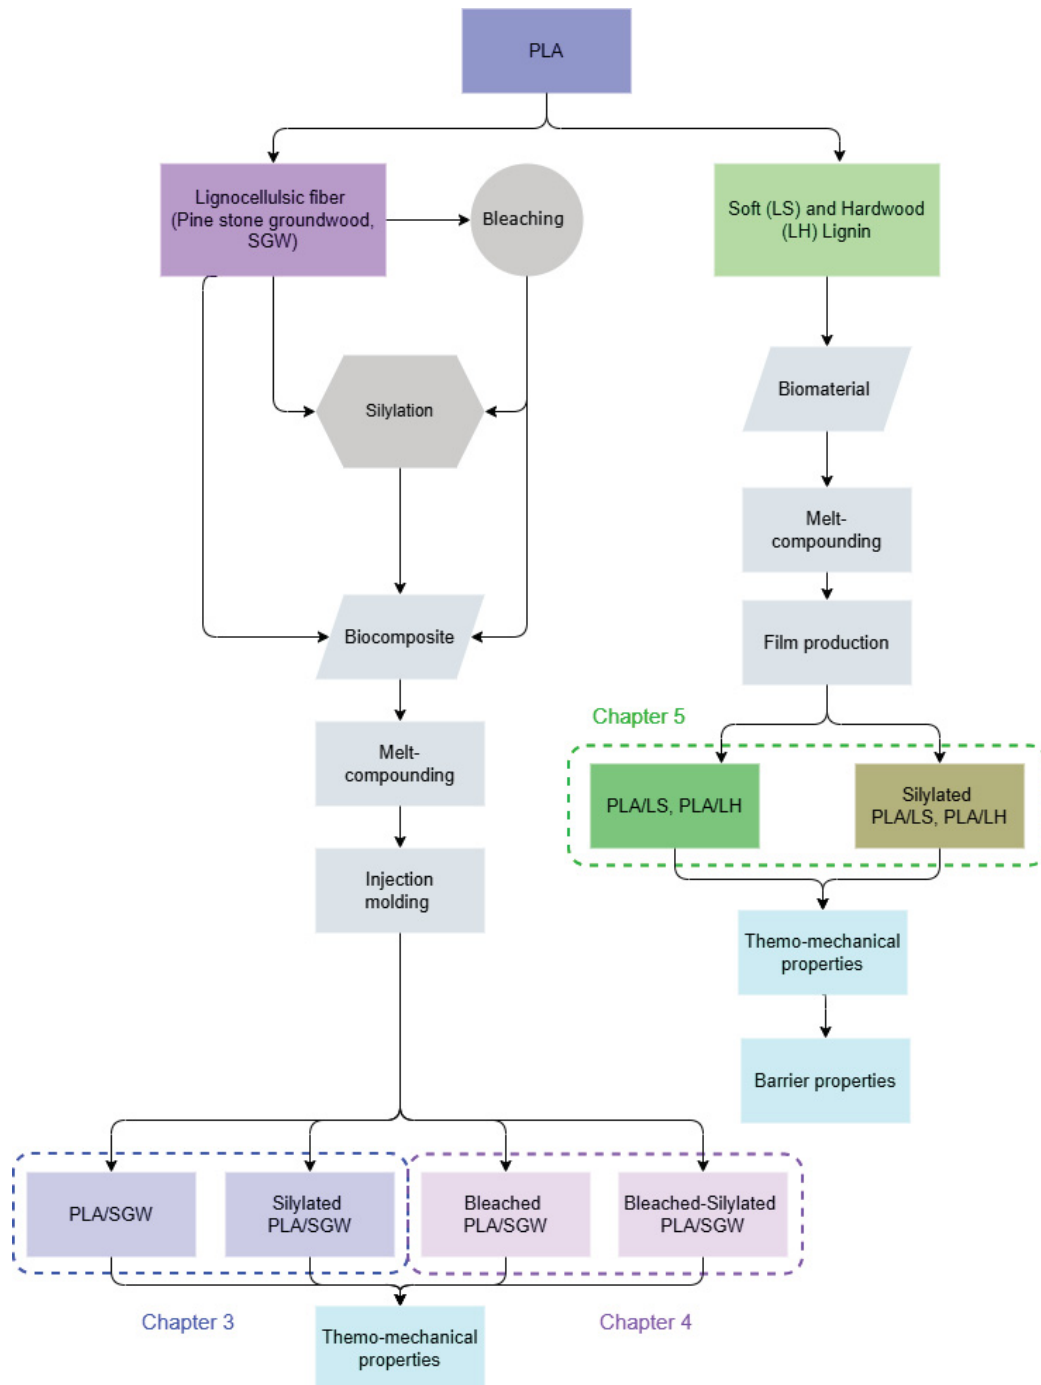 PLA
Lignocellulsic fiber
(Pine stone groundwood,
SGW)
Bleaching
Soft (LS) and Hardwood
(LH) Lignin
Silylation
Biomaterial
Melt-
compounding
Biocomposite
Film production
Chapter 5
Melt-
compounding
PLA/LS, PLA/LH
Silylated
PLA/LS, PLA/LH
Injection
molding
Themo-mechanical
properties
Barrier properties
PLA/SGW
Silylated
PLA/SGW
Bleached
PLA/SGW
Bleached-Silylated
PLA/SGW
Chapter 3
Chapter 4
Themo-mechanical
properties